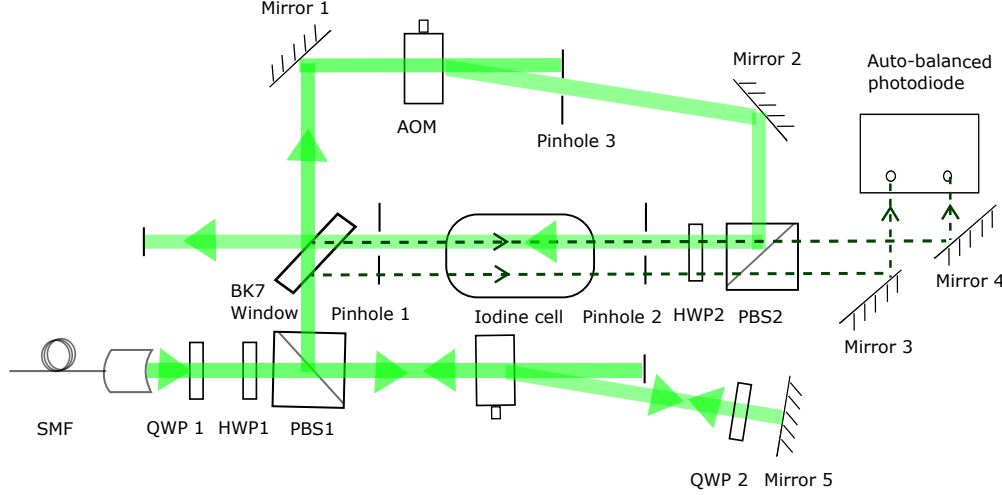 Mirror 1
Mirror 2
Auto-balanced
photodiode
AOM
Pinhole 3
BK7
Window
Pinhole 1
Iodine cell
Pinhole 2
HWP2
PBS2
Mirror 4
Mirror 3
SMF
QWP 1
HWP1
PBS1
QWP 2
Mirror 5